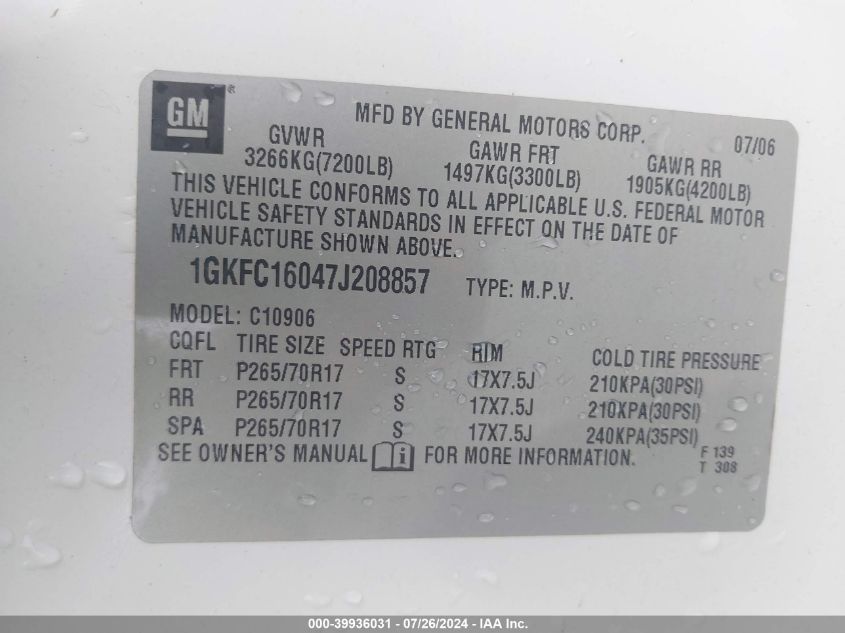 GM ®
MFD BY GENERAL MOTORS CORP. 07/06
GVWR GAWR FRT GAWR RR
3266KG(7200LB) 1497KG(3300LB) 1905KG(4200LB)
THIS VEHICLE CONFORMS TO ALL APPLICABLE U.S. FEDERAL MOTOR
VEHICLE SAFETY STANDARDS IN EFFECT ON THE DATE OF
MANUFACTURE SHOWN ABOVE.
1GKFC16047J208857 TYPE: M.P.V.
MODEL: C10906
CQFL TIRE SIZE SPEED RTG RIM COLD TIRE PRESSURE
FRT P265/70R17 S 17X7.5J 210KPA(30PSI)
RR P265/70R17 S 17X7.5J 210KPA(30PSI)
SPA P265/70R17 S 17X7.5J 240KPA(35PSI)
SEE OWNER'S MANUAL i FOR MORE INFORMATION. F 139
T 308
000-39936031 - 07/26/2024 - IAA Inc.